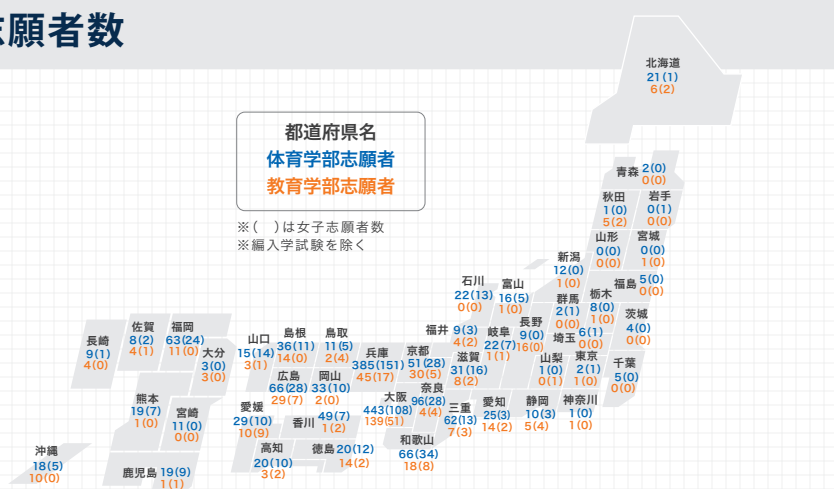 志願者数
都道府県名
体育学部志願者
教育学部志願者
※( )は女子志願者数
※編入学試験を除く
北海道
21(1)
6(2)
青森 2(0)
0(0)
秋田
1(0)
5(2)
岩手
0(1)
0(0)
山形
0(0)
0(0)
宮城
0(0)
1(0)
新潟
12(0)
1(0)
福島 5(0)
0(0)
石川
22(13)
0(0)
富山
16(5)
1(0)
群馬
2(1)
0(0)
栃木
8(0)
1(0)
茨城
4(0)
0(0)
福井 9(3)
4(2)
岐阜
22(7)
1(1)
長野
9(0)
16(0)
埼玉 6(1)
0(0)
滋賀
31(16)
8(2)
山梨
1(0)
0(1)
東京
2(1)
1(0)
千葉
5(0)
0(0)
三重
62(13)
7(3)
愛知
25(3)
14(2)
静岡
10(3)
5(4)
神奈川
1(0)
1(0)
京都
51(28)
30(5)
兵庫
385(151)
45(17)
奈良
96(28)
4(4)
大阪
443(108)
139(51)
和歌山
66(34)
18(8)
鳥取
11(5)
2(4)
島根
36(11)
14(0)
山口
15(14)
3(1)
広島
66(28)
29(7)
岡山
33(10)
2(0)
愛媛
29(10)
10(9)
香川 49(7)
1(2)
高知
20(10)
3(2)
徳島 20(12)
14(2)
福岡
63(24)
11(0)
佐賀
8(2)
4(1)
長崎
9(1)
4(0)
大分
3(0)
3(0)
熊本
19(7)
1(0)
宮崎
11(0)
0(0)
鹿児島 19(9)
1(1)
沖縄
18(5)
10(0)